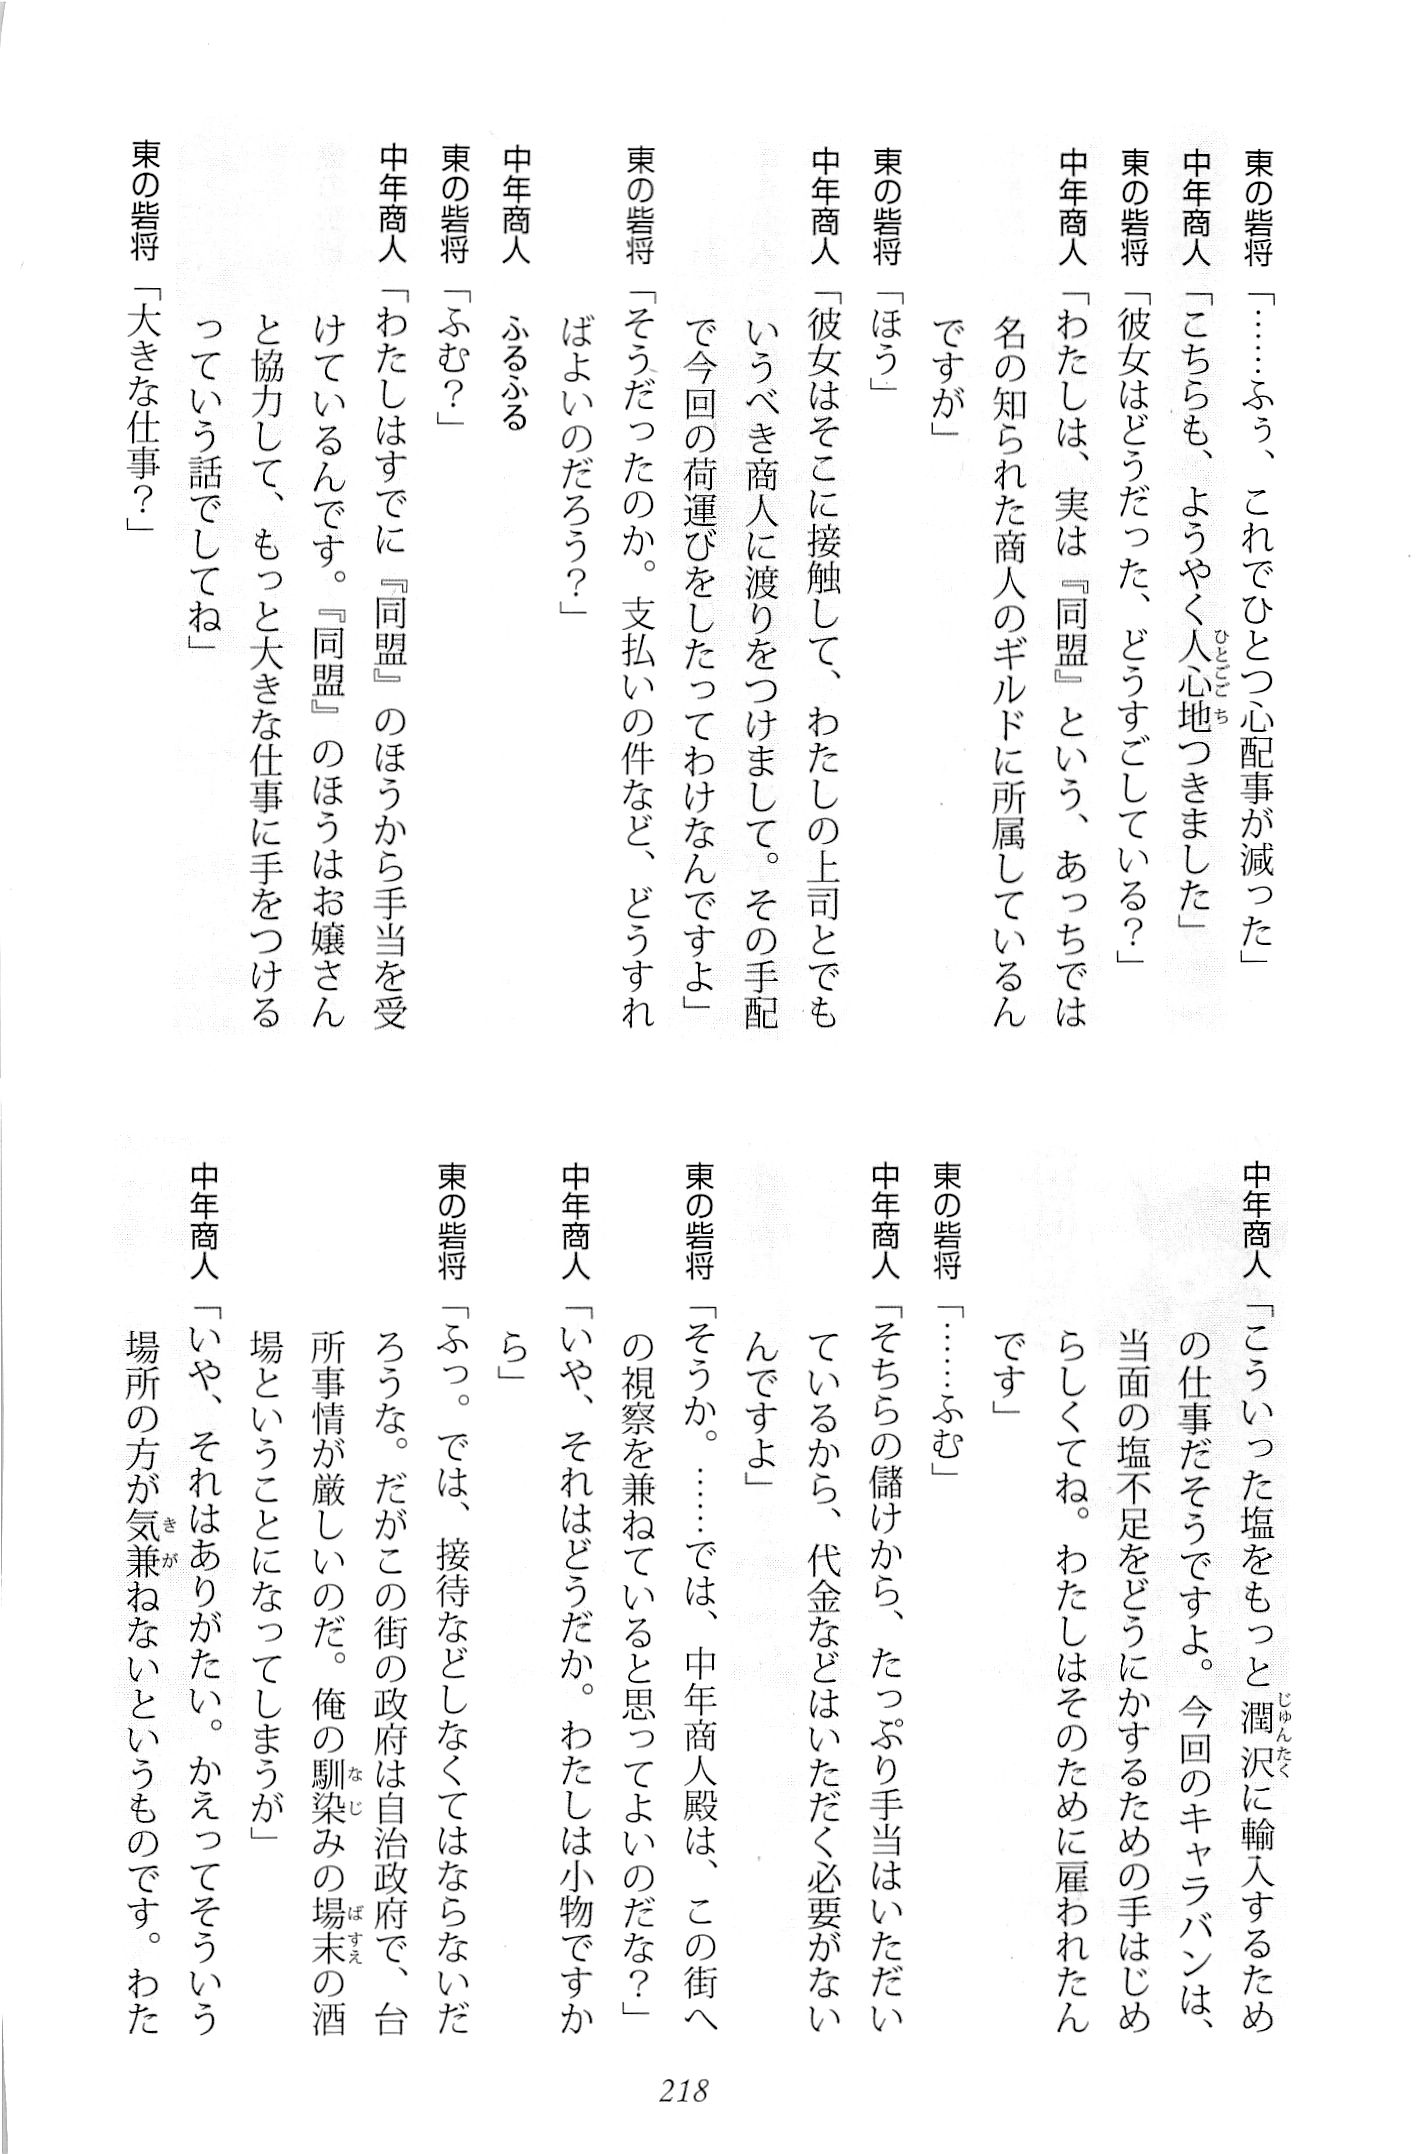 東の砦将「……ふぅ、これでひとつ心配事が減った」
中年商人「こちらも、ようやく人心地つきました」
東の砦将「彼女はどうだった、どうすごしている？」
中年商人「わたしは、実は『同盟』という、あっちでは
名の知られた商人のギルドに所属しているん
ですが」
東の砦将「ほう」
中年商人「彼女はそこに接触して、わたしの上司とでも
いうべき商人に渡りをつけまして。その手配
で今回の荷運びをしたってわけなんですよ」
東の砦将「そうだったのか。支払いの件など、どうすれ
ばよいのだろう？」
中年商人　ふるふる
東の砦将「ふむ？」
中年商人「わたしはすでに『同盟』のほうから手当を受
けているんです。『同盟』のほうはお嬢さん
と協力して、もっと大きな仕事に手をつける
っていう話でしてね」
東の砦将「大きな仕事？」
中年商人「こういった塩をもっと潤沢に輸入するため
の仕事だそうですよ。今回のキャラバンは、
当面の塩不足をどうにかするための手はじめ
らしくてね。わたしはそのために雇われたん
です」
東の砦将「……ふむ」
中年商人「そちらの儲けから、たっぷり手当はいただい
ているから、代金などはいただく必要がない
んですよ」
東の砦将「そうか。……では、中年商人殿は、この街へ
の視察を兼ねていると思ってよいのだな？」
中年商人「いや、それはどうだか。わたしは小物ですか
ら」
東の砦将「ふっ。では、接待などしなくてはならないだ
ろうな。だがこの街の政府は自治政府で、台
所事情が厳しいのだ。俺の馴染みの場末の酒
場ということになってしまうが」
中年商人「いや、それはありがたい。かえってそういう
場所の方が気兼ねないというものです。わた
218